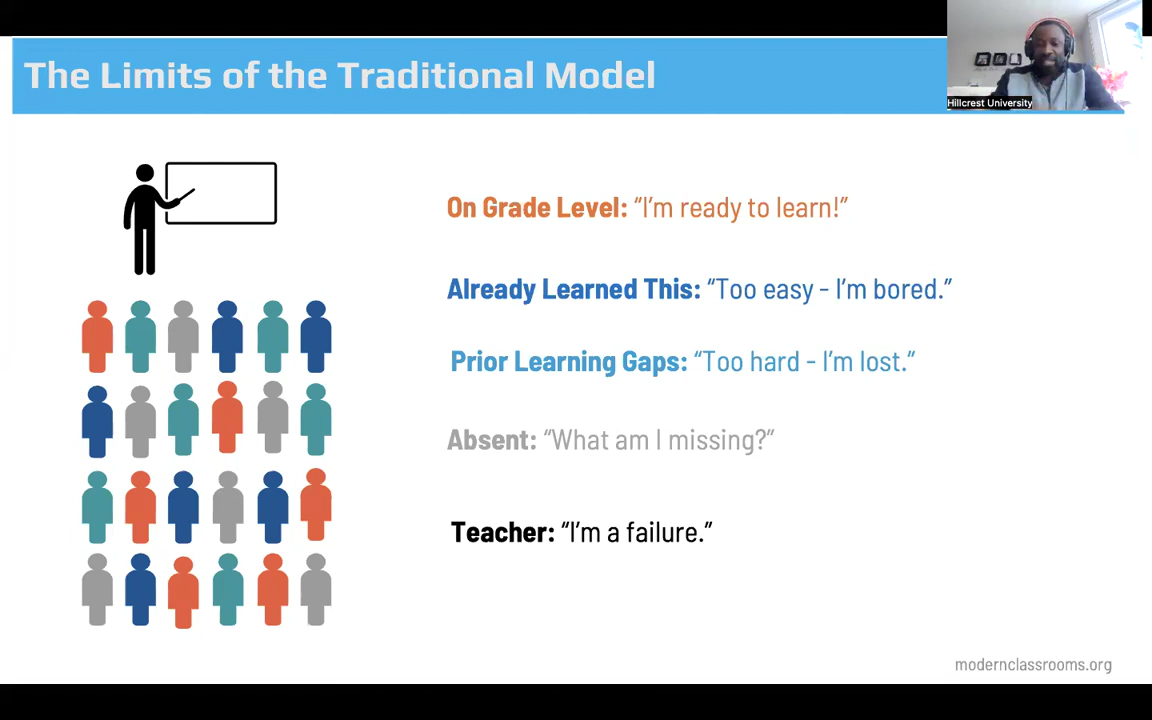 The Limits of the Traditional Model
Hillcrest University
On Grade Level: “I’m ready to learn!”
Already Learned This: “Too easy - I’m bored.”
Prior Learning Gaps: “Too hard - I’m lost.”
Absent: “What am I missing?”
Teacher: “I’m a failure.”
modernclassrooms.org